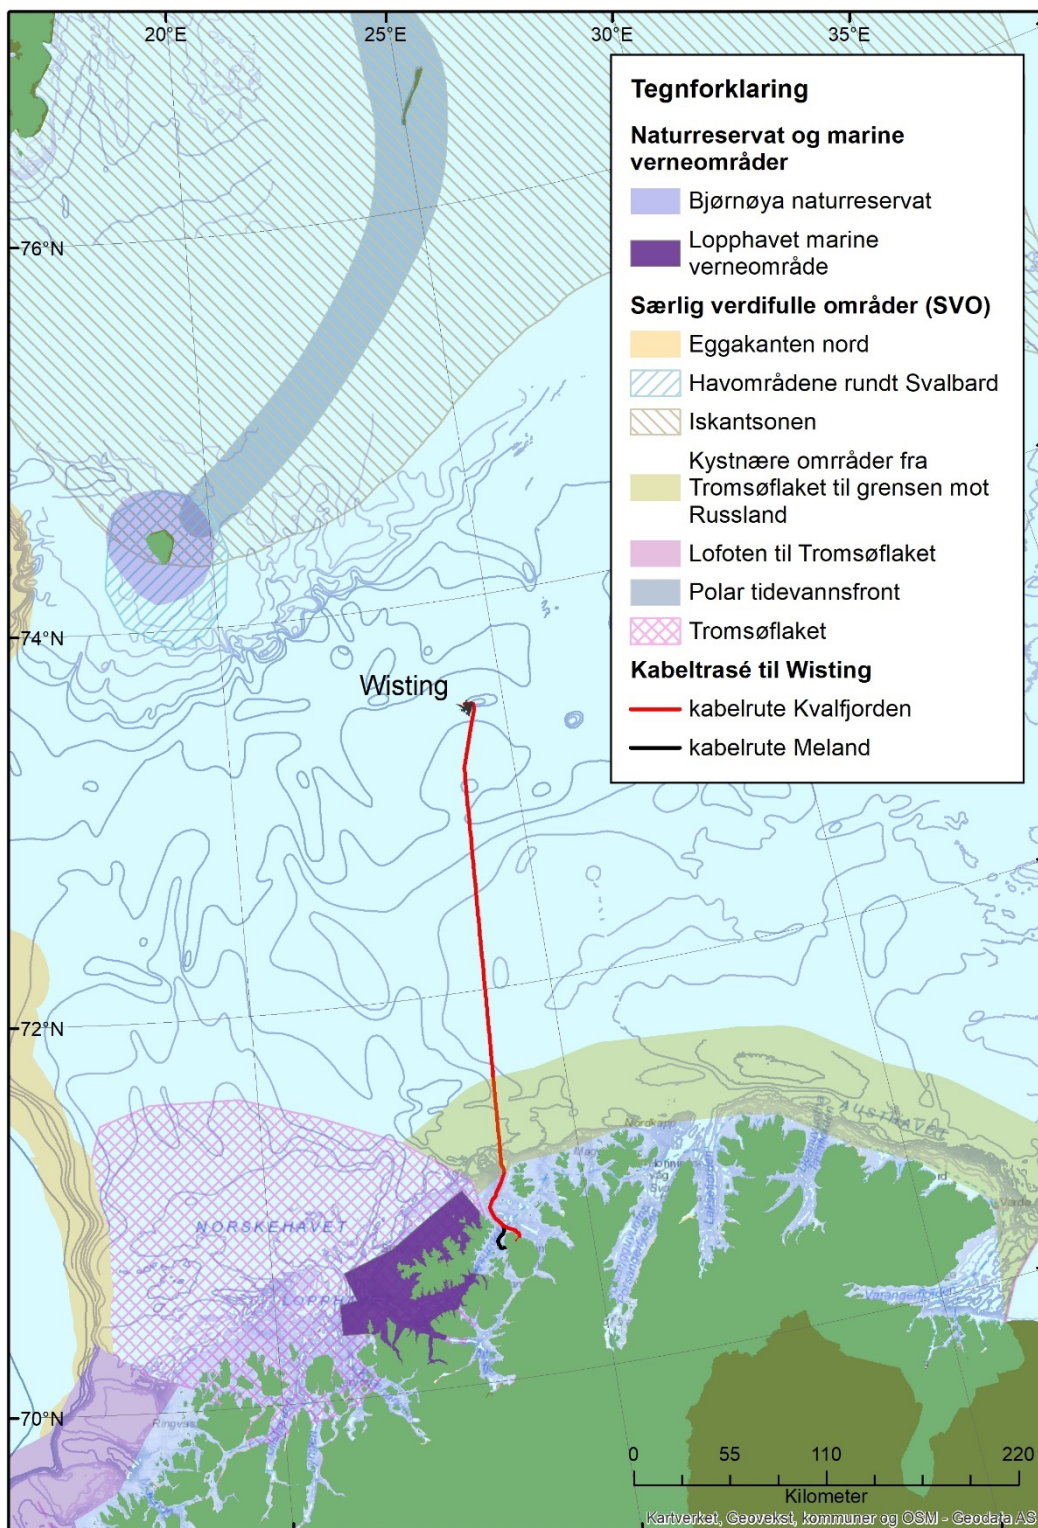 20°E
25°E
30°E
35°E
Tegnforklaring
Naturreservat og marine
verneområder
Bjørnøya naturreservat
Lopphavet marine
verneområde
Særlig verdifulle områder (SVO)
Eggakanten nord
Havområdene rundt Svalbard
Iskantsonen
Kystnære omrråder fra
Tromsøflaket til grensen mot
Russland
Lofoten til Tromsøflaket
Polar tidevannsfront
Tromsøflaket
Kabeltrasé til Wisting
kabelrute Kvalfjorden
kabelrute Meland
76°N
74°N
Wisting
72°N
AUSTHAVET
Nordkapp
NORSKEHAVET
Varangerfjorden
70°N
0
55
110
220
Kilometer
Kartverket, Geovekst, kommuner og OSM - Geodata AS